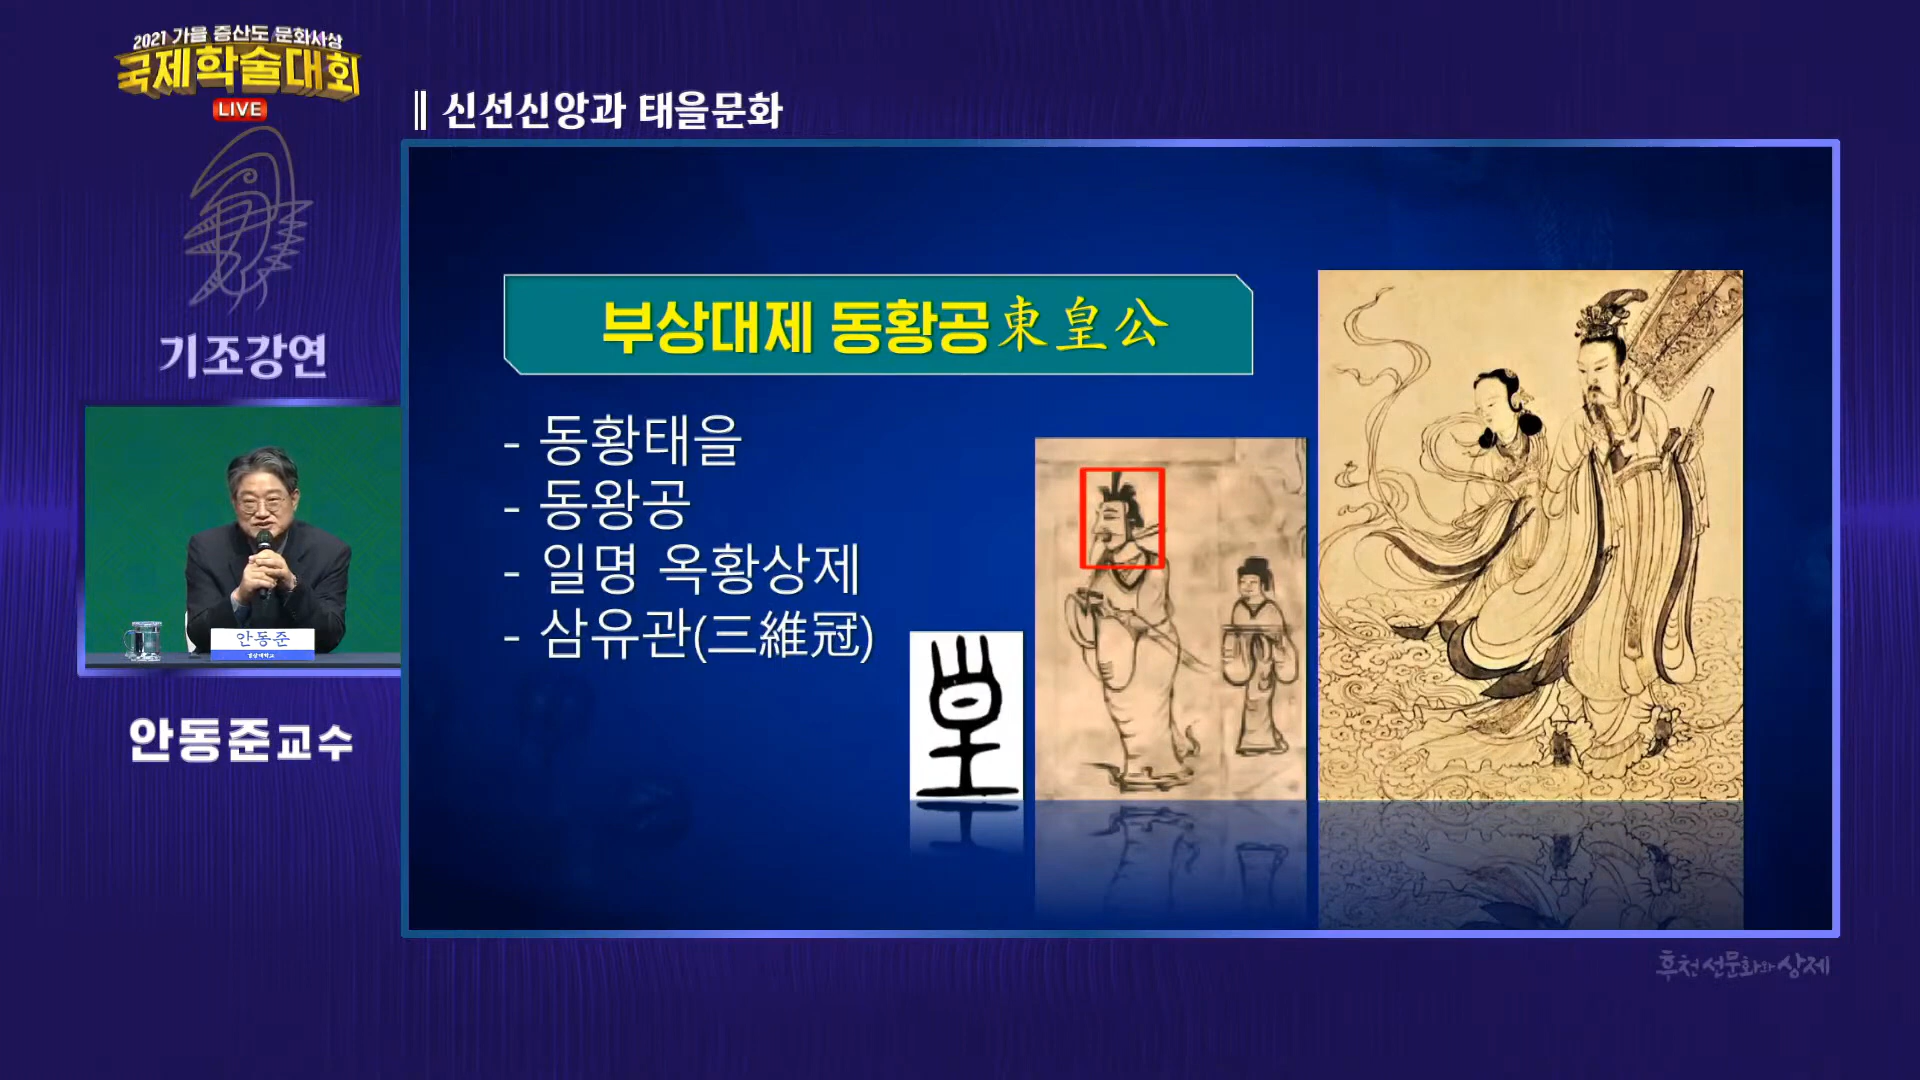 2021 가을 증산도 문화사상
국제학술대회
LIVE
기조강연
안동준
안동준교수
신선신앙과 태을문화
부상대제 동황공東皇公
- 동황태을
- 동왕공
- 일명 옥황상제
- 삼유관(三維冠)
후천 선문화와 상제